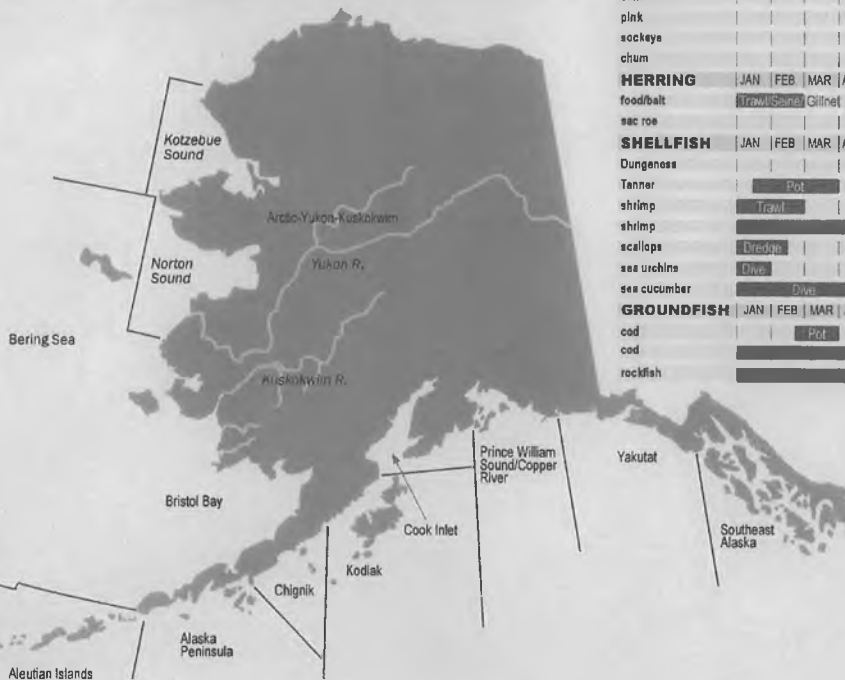 pink
sockeye
chum
HERRING JAN FEB MAR
food/bait Trawl/Seine Gillnet
sac roe
SHELLFISH JAN FEB MAR
Dungeness
Tanner Pot
shrimp Trawl
shrimp
scallops Dredge
sea urchins Dive
sea cucumber Dive
GROUNDFISH JAN FEB MAR
cod Pot
cod
rockfish
Kotzebue
Sound
Arctic-Yukon-Kuskokwim
Yukon R.
Norton
Sound
Bering Sea
Kuskokwim R.
Bristol Bay
Cook Inlet
Prince William
Sound/Copper
River
Yakutat
Southeast
Alaska
Kodiak
Chignik
Alaska
Peninsula
Aleutian Islands